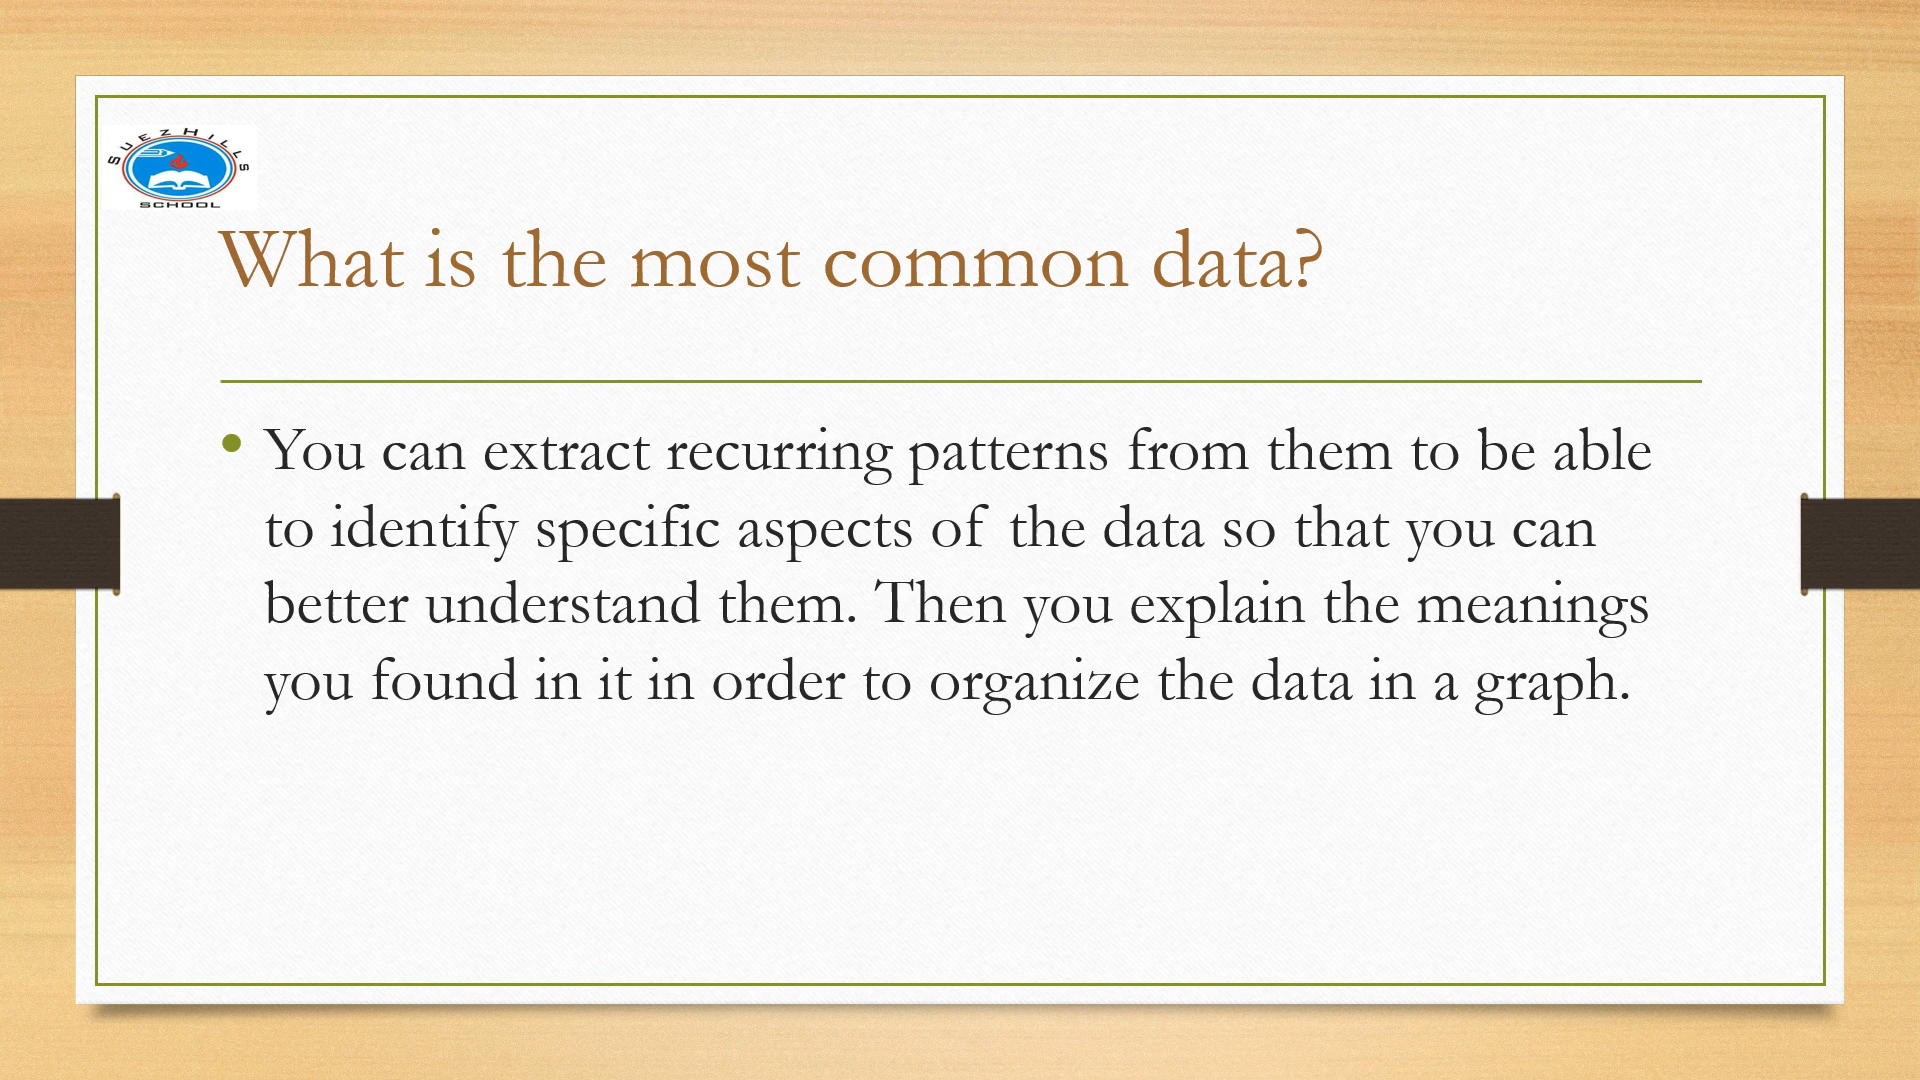 SUEZ HILLS
SCHOOL
What is the most common data?
• You can extract recurring patterns from them to be able
to identify specific aspects of the data so that you can
better understand them. Then you explain the meanings
you found in it in order to organize the data in a graph.